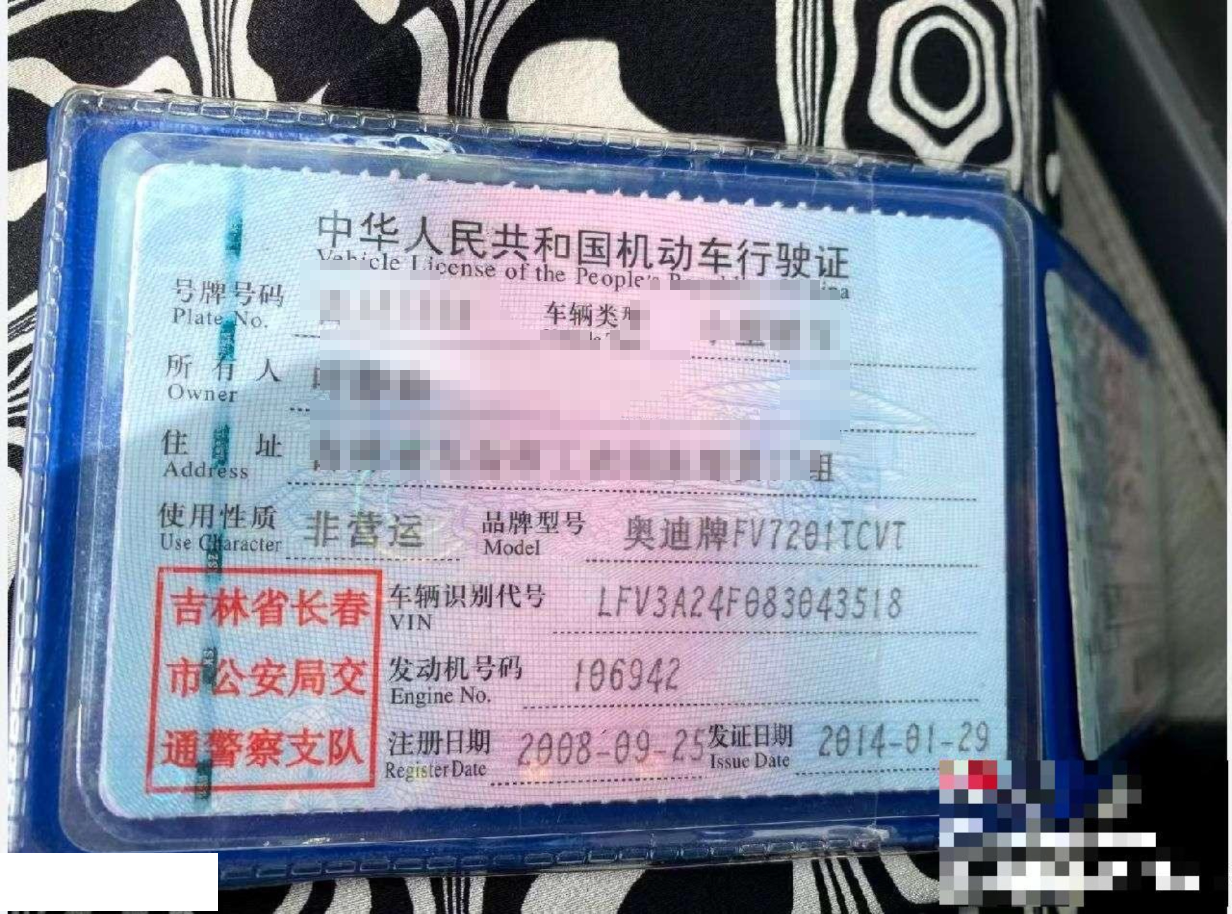 中华人民共和国机动车行驶证
Vehicle License of the People's
号牌号码
Plate No.
车辆类
所有人
Owner
住址 组
Address
使用性质 非营运 品牌型号 奥迪牌FV7201TCVT
Use Character Model
吉林省长春
市公安局交
通警察支队
车辆识别代号 LFV3A24F083043518
VIN
发动机号码 106942
Engine No.
注册日期 2008-09-25 发证日期 2014-01-29
Register Date Issue Date